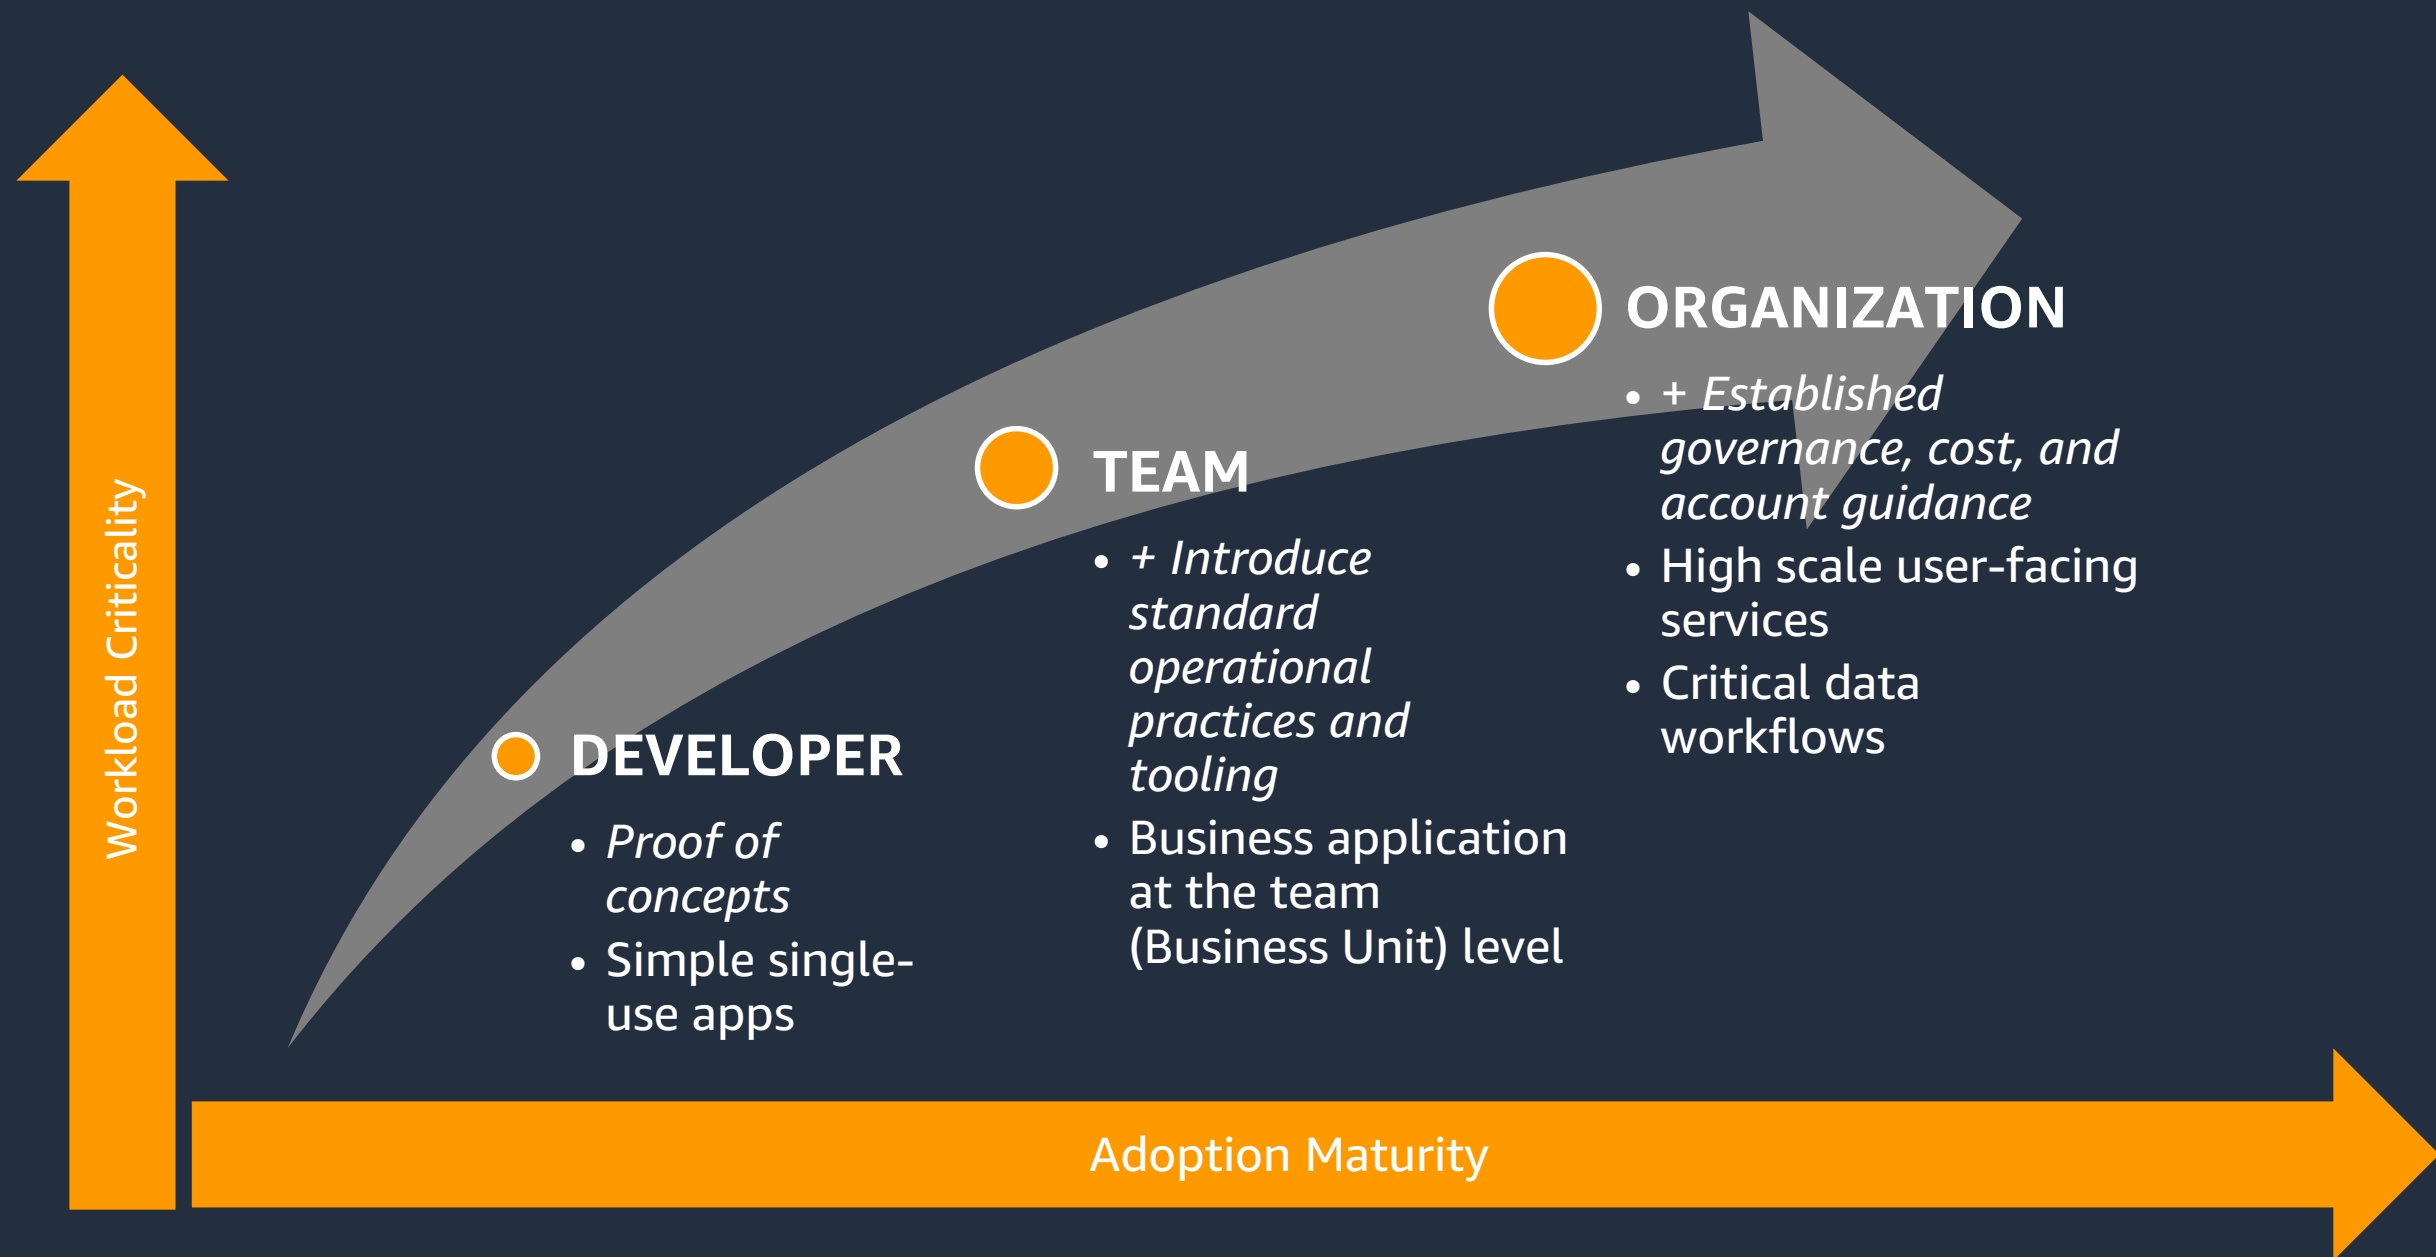 Workload Criticality
DEVELOPER
• Proof of
concepts
• Simple single-
use apps
TEAM
• + Introduce
standard
operational
practices and
tooling
• Business application
at the team
(Business Unit) level
ORGANIZATION
• + Established
governance, cost, and
account guidance
• High scale user-facing
services
• Critical data
workflows
Adoption Maturity